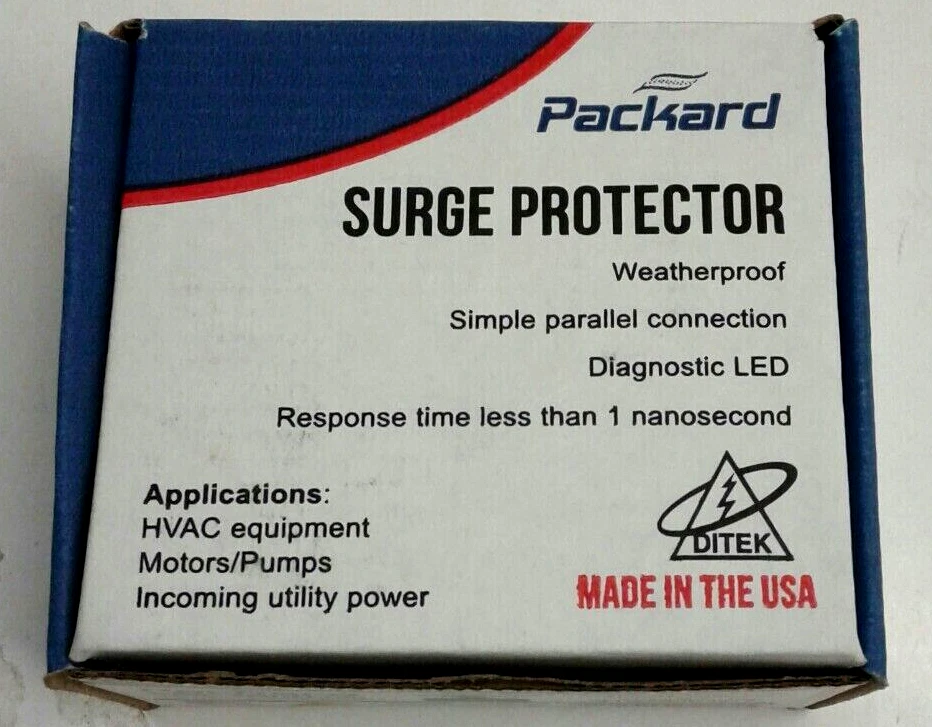 Packard
SURGE PROTECTOR
Weatherproof
Simple parallel connection
Diagnostic LED
Response time less than 1 nanosecond
Applications:
HVAC equipment
Motors/Pumps
Incoming utility power
DITEK
MADE IN THE USA